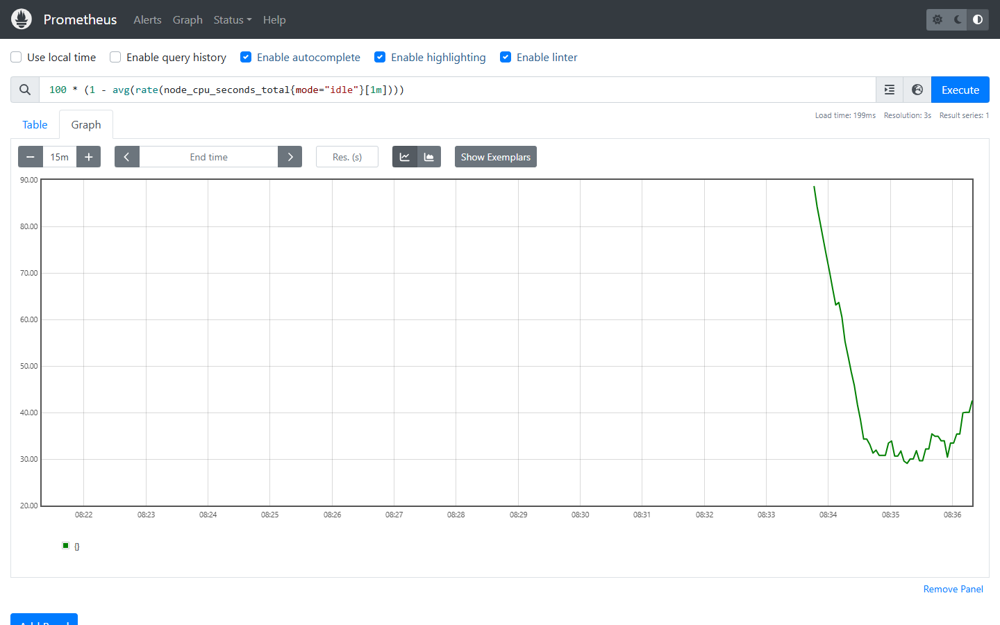 Prometheus Alerts Graph Status Help
Use local time Enable query history Enable autocomplete Enable highlighting Enable linter
100 * (1 - avg(rate(node_cpu_seconds_total{mode="idle"}[1m]))) Execute
Load time: 199ms Resolution: 3s Result series: 1
Table Graph
15m End time Res. (s) Show Exemplars
90.00
80.00
70.00
60.00
50.00
40.00
30.00
20.00
08:22 08:23 08:24 08:25 08:26 08:27 08:28 08:29 08:30 08:31 08:32 08:33 08:34 08:35 08:36
{}
Remove Panel
Add Panel